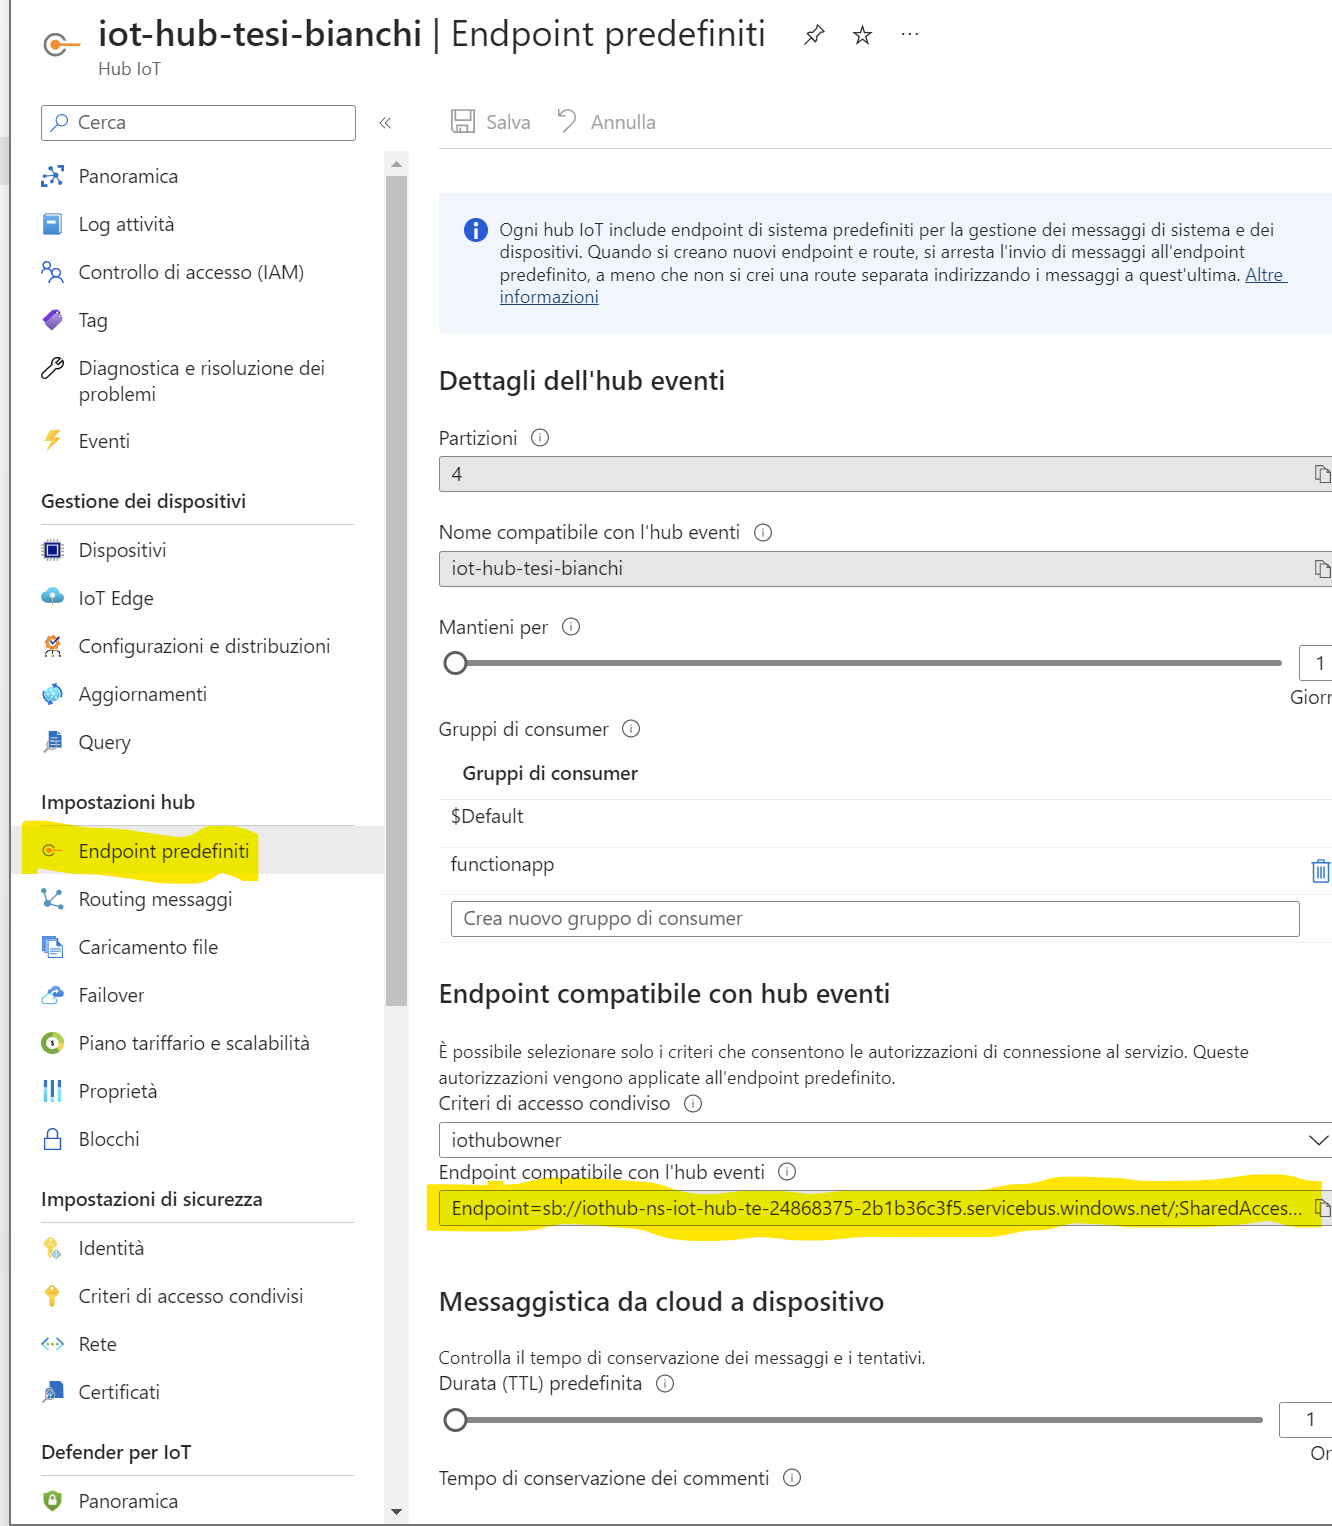 iot-hub-tesi-bianchi | Endpoint predefiniti
Hub IoT
Cerca
Panoramica
Log attività
Controllo di accesso (IAM)
Tag
Diagnostica e risoluzione dei
problemi
Eventi
Gestione dei dispositivi
Dispositivi
IoT Edge
Configurazioni e distribuzioni
Aggiornamenti
Query
Impostazioni hub
Endpoint predefiniti
Routing messaggi
Caricamento file
Failover
Piano tariffario e scalabilità
Proprietà
Blocchi
Impostazioni di sicurezza
Identità
Criteri di accesso condivisi
Rete
Certificati
Defender per IoT
Panoramica
Salva
Annulla
Ogni hub IoT include endpoint di sistema predefiniti per la gestione dei messaggi di sistema e dei
dispositivi. Quando si creano nuovi endpoint e route, si arresta l'invio di messaggi all'endpoint
predefinito, a meno che non si crei una route separata indirizzando i messaggi a quest'ultima. Altre
informazioni
Dettagli dell'hub eventi
Partizioni
4
Nome compatibile con l'hub eventi
iot-hub-tesi-bianchi
Mantieni per
1
Giorr
Gruppi di consumer
Gruppi di consumer
$Default
functionapp
Crea nuovo gruppo di consumer
Endpoint compatibile con hub eventi
È possibile selezionare solo i criteri che consentono le autorizzazioni di connessione al servizio. Queste
autorizzazioni vengono applicate all'endpoint predefinito.
Criteri di accesso condiviso
iothubowner
Endpoint compatibile con l'hub eventi
Endpoint=sb://iothub-ns-iot-hub-te-24868375-2b1b36c3f5.servicebus.windows.net/;SharedAcces...
Messaggistica da cloud a dispositivo
Controlla il tempo di conservazione dei messaggi e i tentativi.
Durata (TTL) predefinita
1
Or
Tempo di conservazione dei commenti